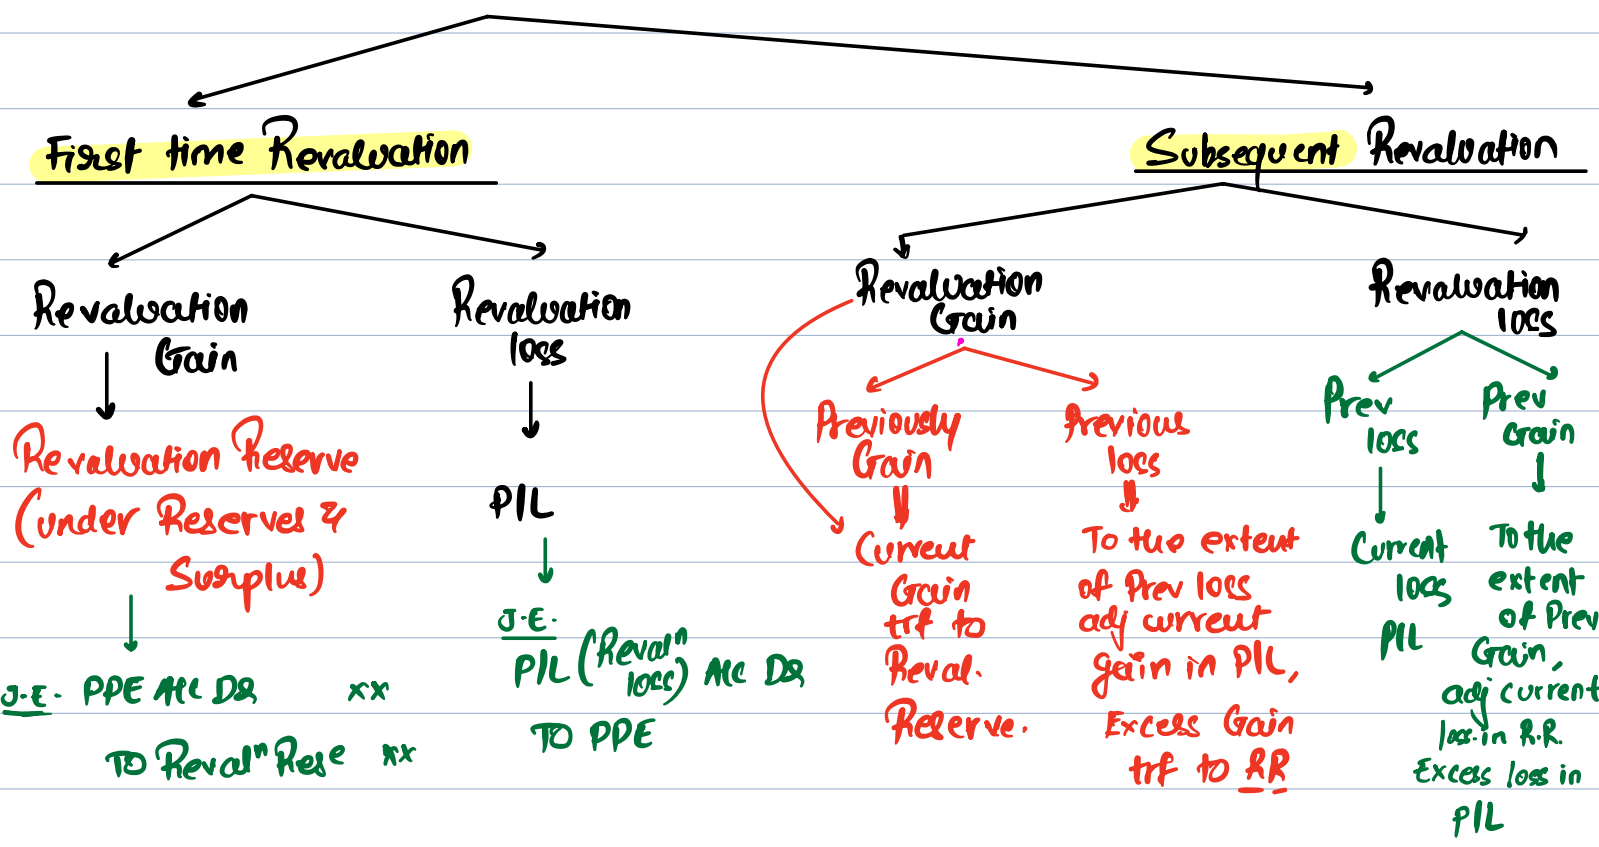 First time Revaluation
Subsequent Revaluation
Revaluation
Gain
Revaluation
loss
Revaluation
Gain
Revaluation
loss
Revaluation Reserve
(under Reserves &
Surplus)
J.E. PPE A/c Dr xx
To Revalⁿ Rese xx
P/L
J.E.
P/L (Revalⁿ
loss) A/c Dr
To PPE
Previously
Gain
Current
Gain
trf to
Reval.
Reserve.
Previous
loss
To the extent
of Prev loss
adj current
gain in P/L,
Excess Gain
trf to RR
Prev
loss
Current
loss
P/L
Prev
Gain
To the
extent
of Prev
Gain,
adj current
loss in R.R.
Excess loss in
P/L